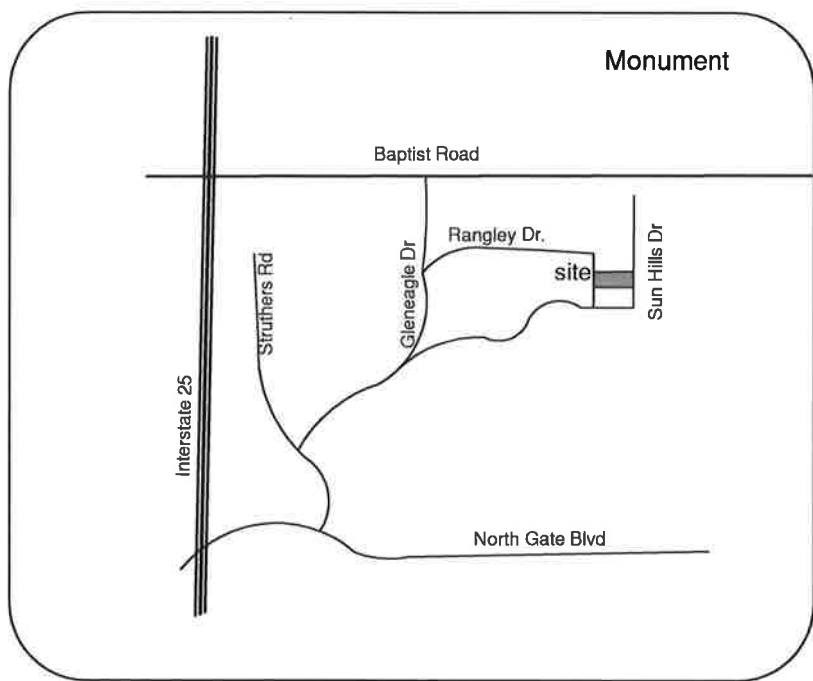 Monument
Baptist Road
Rangley Dr.
site
Sun Hills Dr
Gleneagle Dr
Struthers Rd
Interstate 25
North Gate Blvd